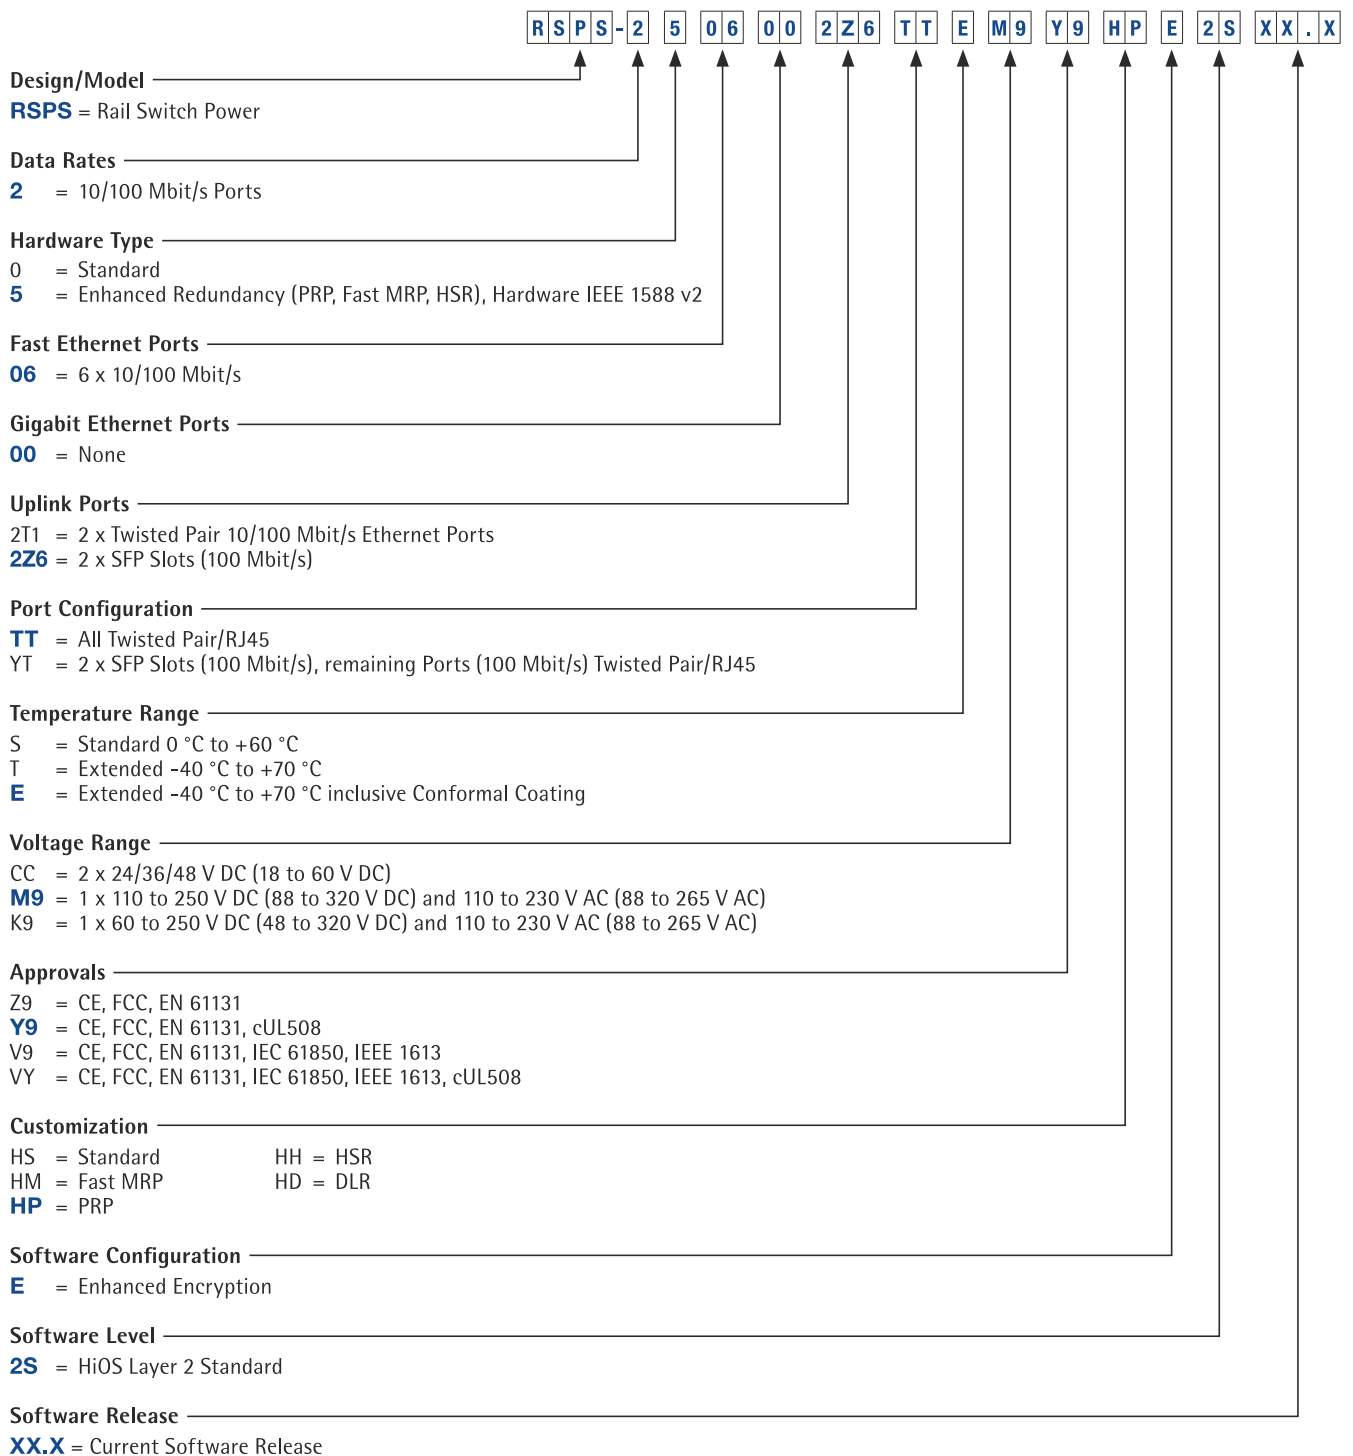 RSPS-2 5 06 00 2Z6 TT E M9 Y9 HP E 2S XX.X
Design/Model
RSPS = Rail Switch Power
Data Rates
2 = 10/100 Mbit/s Ports
Hardware Type
0 = Standard
5 = Enhanced Redundancy (PRP, Fast MRP, HSR), Hardware IEEE 1588 v2
Fast Ethernet Ports
06 = 6 x 10/100 Mbit/s
Gigabit Ethernet Ports
00 = None
Uplink Ports
2T1 = 2 x Twisted Pair 10/100 Mbit/s Ethernet Ports
2Z6 = 2 x SFP Slots (100 Mbit/s)
Port Configuration
TT = All Twisted Pair/RJ45
YT = 2 x SFP Slots (100 Mbit/s), remaining Ports (100 Mbit/s) Twisted Pair/RJ45
Temperature Range
S = Standard 0 °C to +60 °C
T = Extended -40 °C to +70 °C
E = Extended -40 °C to +70 °C inclusive Conformal Coating
Voltage Range
CC = 2 x 24/36/48 V DC (18 to 60 V DC)
M9 = 1 x 110 to 250 V DC (88 to 320 V DC) and 110 to 230 V AC (88 to 265 V AC)
K9 = 1 x 60 to 250 V DC (48 to 320 V DC) and 110 to 230 V AC (88 to 265 V AC)
Approvals
Z9 = CE, FCC, EN 61131
Y9 = CE, FCC, EN 61131, cUL508
V9 = CE, FCC, EN 61131, IEC 61850, IEEE 1613
VY = CE, FCC, EN 61131, IEC 61850, IEEE 1613, cUL508
Customization
HS = Standard HH = HSR
HM = Fast MRP HD = DLR
HP = PRP
Software Configuration
E = Enhanced Encryption
Software Level
2S = HiOS Layer 2 Standard
Software Release
XX.X = Current Software Release